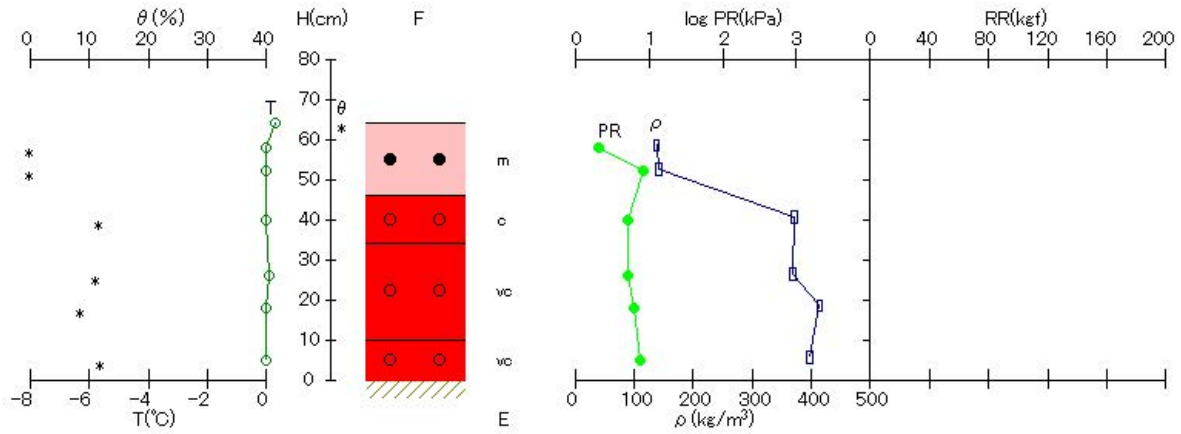 θ(%) H(cm) F log PR(kPa) RR(kgf)
0 10 20 30 40 0 1 2 3 0 40 80 120 160 200
80
70
T θ
*
60
PR ρ
50
m
40
c
30
20
vc
10
vc
0
-8 -6 -4 -2 0 0 100 200 300 400 500
T(℃) E ρ(kg/m³)